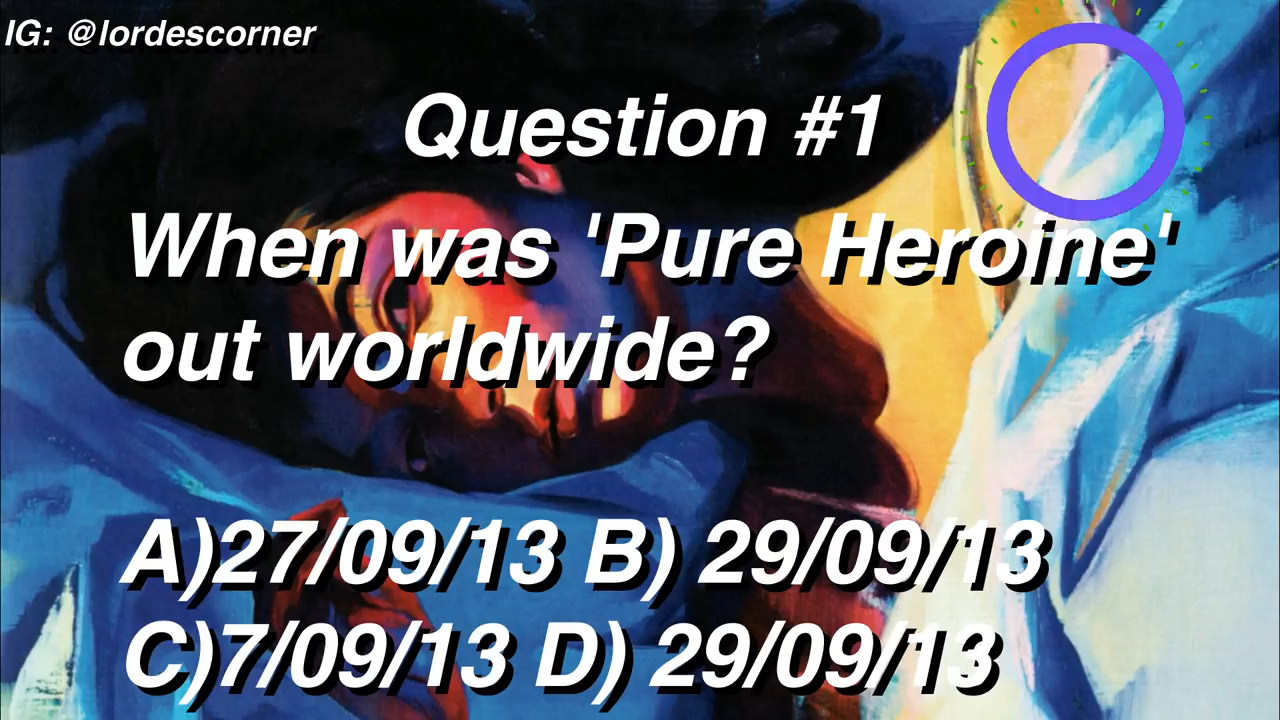 IG: @lordescorner
Question #1
When was 'Pure Heroine'
out worldwide?
A)27/09/13 B) 29/09/13
C)7/09/13 D) 29/09/13